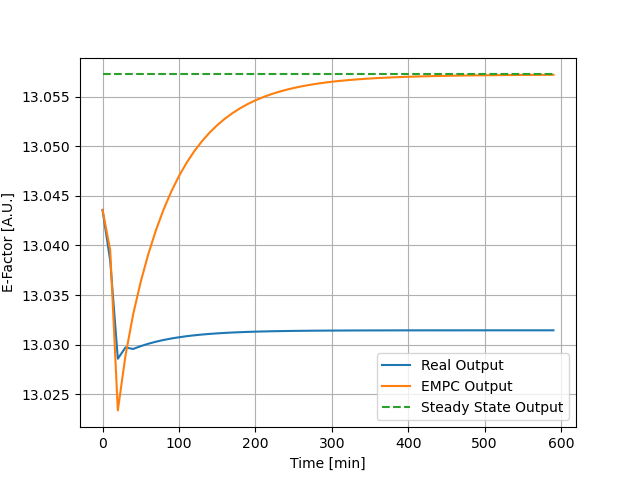 13.055
13.050
13.045
13.040
13.035
13.030
13.025
E-Factor [A.U.]
0
100
200
300
400
500
600
Time [min]
Real Output
EMPC Output
Steady State Output